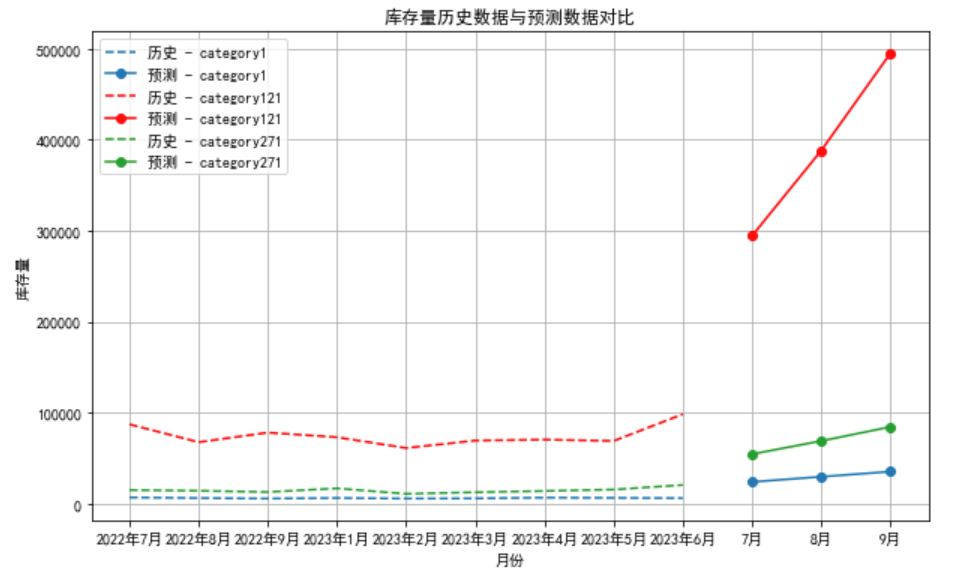 库存量历史数据与预测数据对比
历史 - category1
预测 - category1
历史 - category121
预测 - category121
历史 - category271
预测 - category271
500000
400000
300000
200000
100000
0
库存量
2022年7月 2022年8月 2022年9月 2023年1月 2023年2月 2023年3月 2023年4月 2023年5月 2023年6月 7月 8月 9月
月份